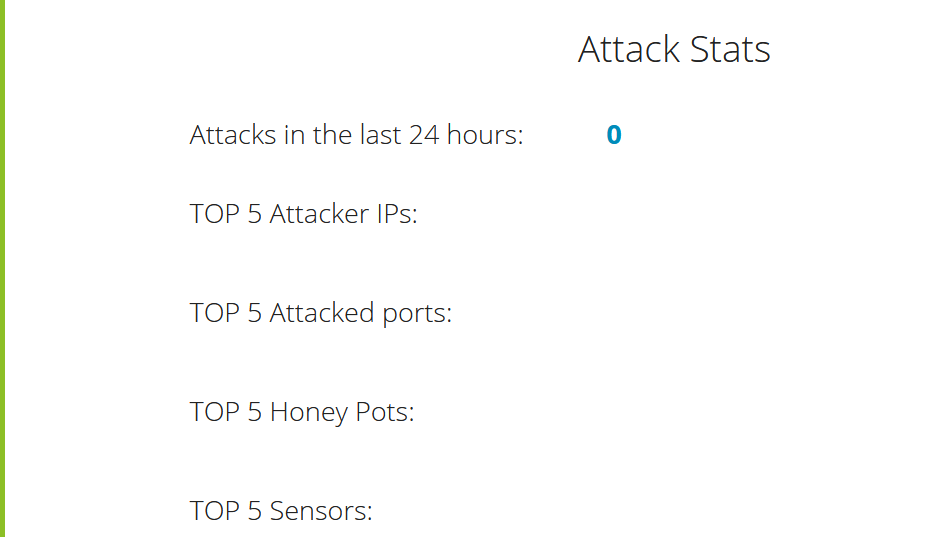 Attack Stats
Attacks in the last 24 hours: 0
TOP 5 Attacker IPs:
TOP 5 Attacked ports:
TOP 5 Honey Pots:
TOP 5 Sensors: